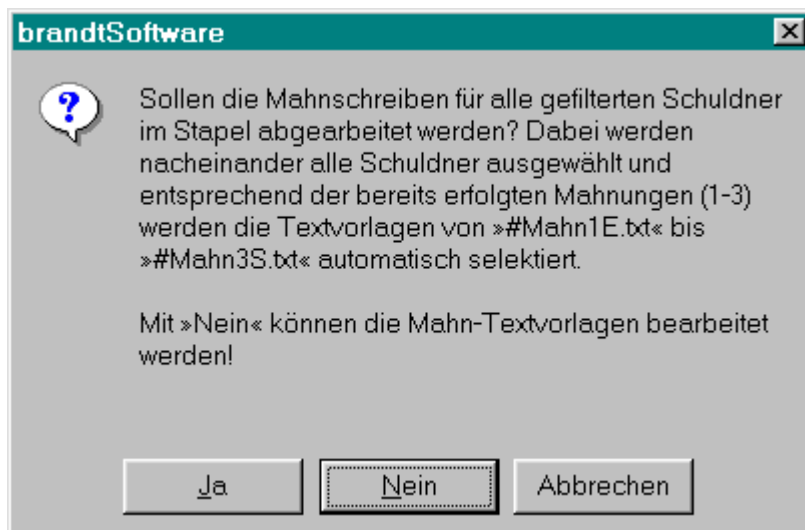 brandtSoftware
Sollen die Mahnschreiben für alle gefilterten Schuldner
im Stapel abgearbeitet werden? Dabei werden
nacheinander alle Schuldner ausgewählt und
entsprechend der bereits erfolgten Mahnungen (1-3)
werden die Textvorlagen von »#Mahn1E.txt« bis
»#Mahn3S.txt« automatisch selektiert.
Mit »Nein« können die Mahn-Textvorlagen bearbeitet
werden!
Ja
Nein
Abbrechen